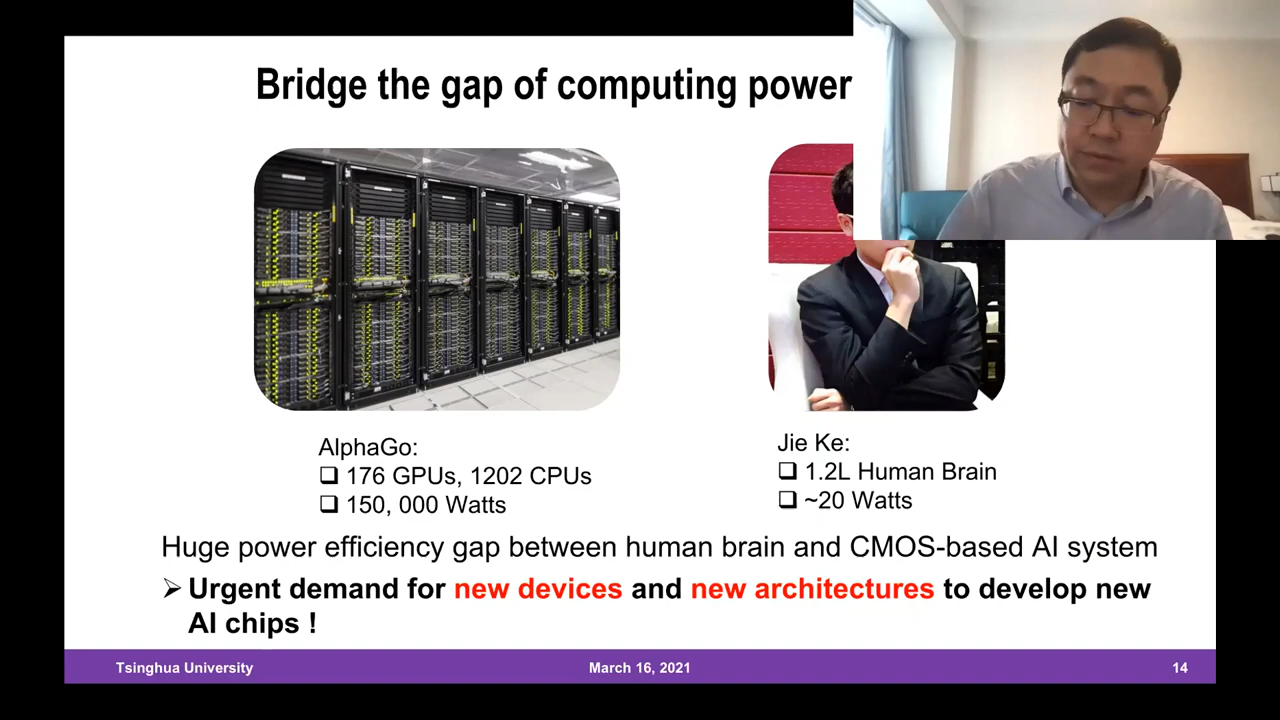 Bridge the gap of computing power
AlphaGo:
❑ 176 GPUs, 1202 CPUs
❑ 150, 000 Watts
Jie Ke:
❑ 1.2L Human Brain
❑ ~20 Watts
Huge power efficiency gap between human brain and CMOS-based AI system
➢ Urgent demand for new devices and new architectures to develop new
AI chips !
Tsinghua University
March 16, 2021
14